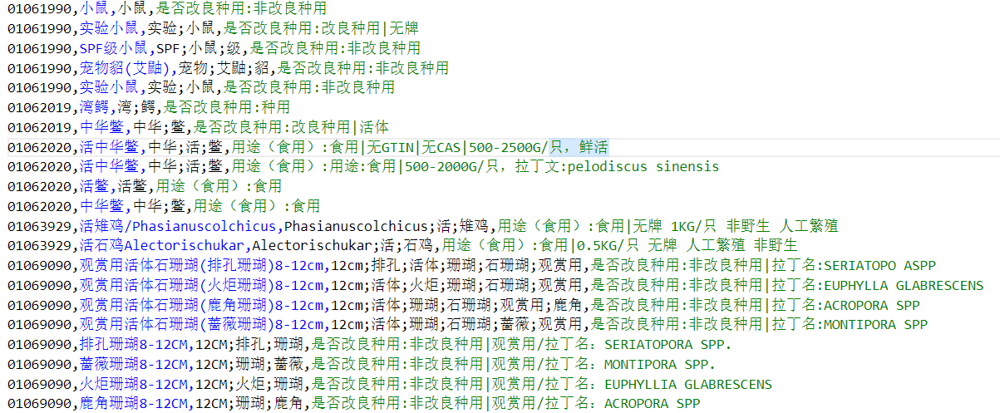 01061990,小鼠,小鼠,是否改良种用:非改良种用
01061990,实验小鼠,实验;小鼠,是否改良种用:改良种用|无牌
01061990,SPF级小鼠,SPF;小鼠;级,是否改良种用:非改良种用
01061990,宠物貂(艾鼬),宠物;艾鼬;貂,是否改良种用:非改良种用
01061990,实验小鼠,实验;小鼠,是否改良种用:非改良种用
01062019,湾鳄,湾;鳄,是否改良种用:种用
01062019,中华鳖,中华;鳖,是否改良种用:改良种用|活体
01062020,活中华鳖,中华;活;鳖,用途（食用）:食用|无GTIN|无CAS|500-2500G/只，鲜活
01062020,活中华鳖,中华;活;鳖,用途（食用）:用途:食用|500-2000G/只，拉丁文:pelodiscus sinensis
01062020,活鳖,活鳖,用途（食用）:食用
01062020,中华鳖,中华;鳖,用途（食用）:食用
01063929,活雉鸡/Phasianuscolchicus,Phasianuscolchicus;活;雉鸡,用途（食用）:食用|无牌 1KG/只 非野生 人工繁殖
01063929,活石鸡Alectorischukar,Alectorischukar;活;石鸡,用途（食用）:食用|0.5KG/只 无牌 人工繁殖 非野生
01069090,观赏用活体石珊瑚(排孔珊瑚)8-12cm,12cm;排孔;活体;珊瑚;石珊瑚;观赏用,是否改良种用:非改良种用|拉丁名:SERIATOPO ASPP
01069090,观赏用活体石珊瑚(火炬珊瑚)8-12cm,12cm;活体;火炬;珊瑚;石珊瑚;观赏用,是否改良种用:非改良种用|拉丁名:EUPHYLLA GLABRESCENS
01069090,观赏用活体石珊瑚(鹿角珊瑚)8-12cm,12cm;活体;珊瑚;石珊瑚;观赏用;鹿角,是否改良种用:非改良种用|拉丁名:ACROPORA SPP
01069090,观赏用活体石珊瑚(蔷薇珊瑚)8-12cm,12cm;活体;珊瑚;石珊瑚;蔷薇;观赏用,是否改良种用:非改良种用|拉丁名:MONTIPORA SPP
01069090,排孔珊瑚8-12CM,12CM;排孔;珊瑚,是否改良种用:非改良种用|观赏用/拉丁名：SERIATOPORA SPP.
01069090,蔷薇珊瑚8-12CM,12CM;珊瑚;蔷薇,是否改良种用:非改良种用|观赏用/拉丁名：MONTIPORA SPP.
01069090,火炬珊瑚8-12CM,12CM;火炬;珊瑚,是否改良种用:非改良种用|观赏用/拉丁名：EUPHYLLIA GLABRESCENS
01069090,鹿角珊瑚8-12CM,12CM;珊瑚;鹿角,是否改良种用:非改良种用|观赏用/拉丁名：ACROPORA SPP